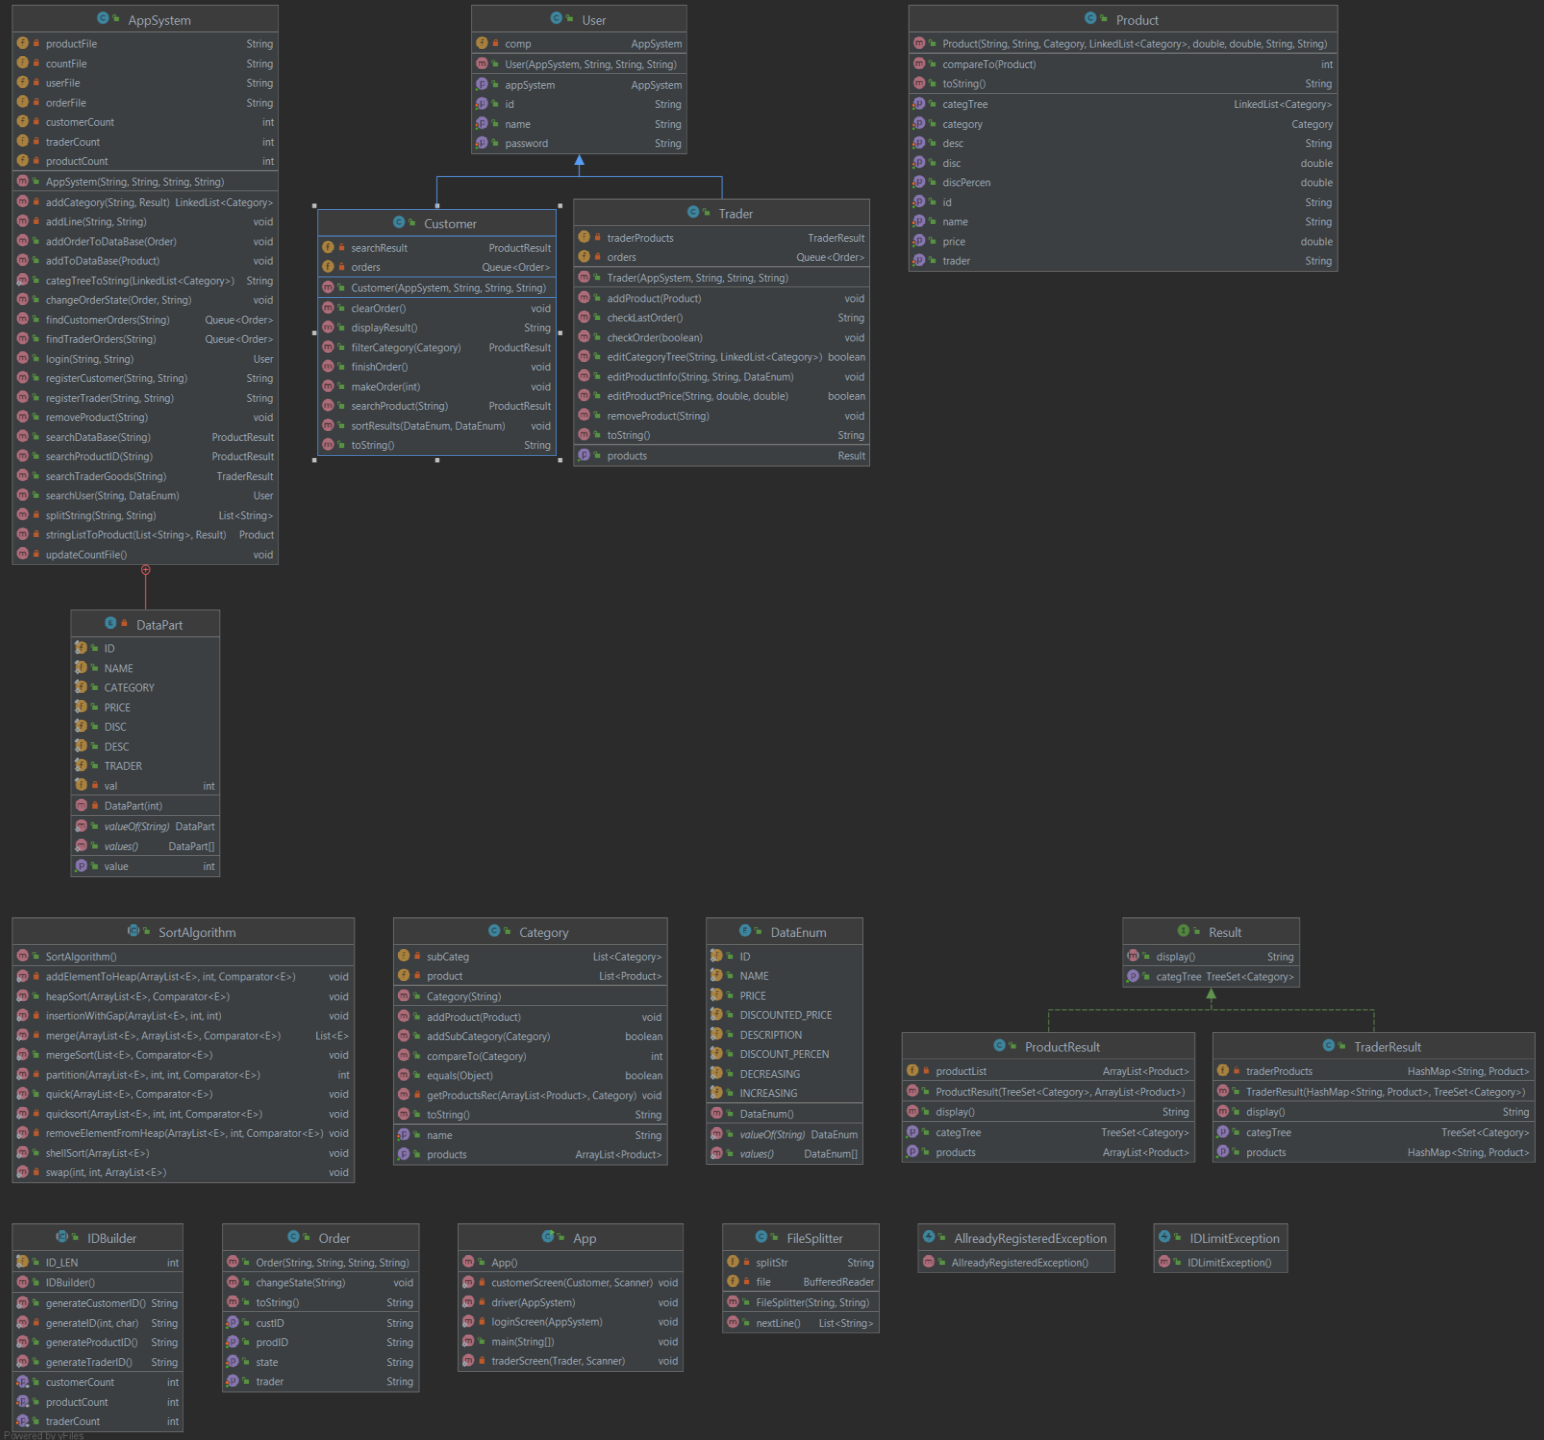 AppSystem
productFile String
countFile String
userFile String
orderFile String
customerCount int
traderCount int
productCount int
AppSystem(String, String, String, String)
addCategory(String, Result) LinkedList<Category>
addLine(String, String) void
addOrderToDataBase(Order) void
addToDataBase(Product) void
categTreeToString(LinkedList<Category>) String
changeOrderState(Order, String) void
findCustomerOrders(String) Queue<Order>
findTraderOrders(String) Queue<Order>
login(String, String) User
registerCustomer(String, String) String
registerTrader(String, String) String
removeProduct(String) void
searchDataBase(String) ProductResult
searchProductID(String) ProductResult
searchTraderGoods(String) TraderResult
searchUser(String, DataEnum) User
splitString(String, String) List<String>
stringListToProduct(List<String>, Result) Product
updateCountFile() void
User
comp AppSystem
User(AppSystem, String, String, String)
appSystem AppSystem
id String
name String
password String
Customer
searchResult ProductResult
orders Queue<Order>
Customer(AppSystem, String, String, String)
clearOrder() void
displayResult() String
filterCategory(Category) ProductResult
finishOrder() void
makeOrder(int) void
searchProduct(String) ProductResult
sortResults(DataEnum, DataEnum) void
toString() String
Trader
traderProducts TraderResult
orders Queue<Order>
Trader(AppSystem, String, String, String)
addProduct(Product) void
checkLastOrder() String
checkOrder(boolean) void
editCategoryTree(String, LinkedList<Category>) boolean
editProductInfo(String, String, DataEnum) void
editProductPrice(String, double, double) boolean
removeProduct(String) void
toString() String
products Result
Product
Product(String, String, Category, LinkedList<Category>, double, double, String, String)
compareTo(Product) int
toString() String
categTree LinkedList<Category>
category Category
desc String
disc double
discPercen double
id String
name String
price double
trader String
DataPart
ID
NAME
CATEGORY
PRICE
DISC
DESC
TRADER
val int
DataPart(int)
valueOf(String) DataPart
values() DataPart[]
value int
SortAlgorithm
SortAlgorithm()
addElementToHeap(ArrayList<E>, int, Comparator<E>) void
heapSort(ArrayList<E>, Comparator<E>) void
insertionWithGap(ArrayList<E>, int, int) void
merge(ArrayList<E>, ArrayList<E>, Comparator<E>) List<E>
mergeSort(List<E>, Comparator<E>) void
partition(ArrayList<E>, int, int, Comparator<E>) int
quick(ArrayList<E>, Comparator<E>) void
quicksort(ArrayList<E>, int, int, Comparator<E>) void
removeElementFromHeap(ArrayList<E>, int, Comparator<E>) void
shellSort(ArrayList<E>) void
swap(int, int, ArrayList<E>) void
Category
subCateg List<Category>
product List<Product>
Category(String)
addProduct(Product) void
addSubCategory(Category) boolean
compareTo(Category) int
equals(Object) boolean
getProductsRec(ArrayList<Product>, Category) void
toString() String
name String
products ArrayList<Product>
DataEnum
ID
NAME
PRICE
DISCOUNTED_PRICE
DESCRIPTION
DISCOUNT_PERCEN
DECREASING
INCREASING
DataEnum()
valueOf(String) DataEnum
values() DataEnum[]
Result
display() String
categTree TreeSet<Category>
ProductResult
productList ArrayList<Product>
ProductResult(TreeSet<Category>, ArrayList<Product>)
display() String
categTree TreeSet<Category>
products ArrayList<Product>
TraderResult
traderProducts HashMap<String, Product>
TraderResult(HashMap<String, Product>, TreeSet<Category>)
display() String
categTree TreeSet<Category>
products HashMap<String, Product>
IDBuilder
ID_LEN int
IDBuilder()
generateCustomerID() String
generateID(int, char) String
generateProductID() String
generateTraderID() String
customerCount int
productCount int
traderCount int
Order
Order(String, String, String, String)
changeState(String) void
toString() String
custID String
prodID String
state String
trader String
App
App()
customerScreen(Customer, Scanner) void
driver(AppSystem) void
loginScreen(AppSystem) void
main(String[]) void
traderScreen(Trader, Scanner) void
FileSplitter
splitStr String
file BufferedReader
FileSplitter(String, String)
nextLine() List<String>
AllreadyRegisteredException
AllreadyRegisteredException()
IDLimitException
IDLimitException()
Powered by yFiles